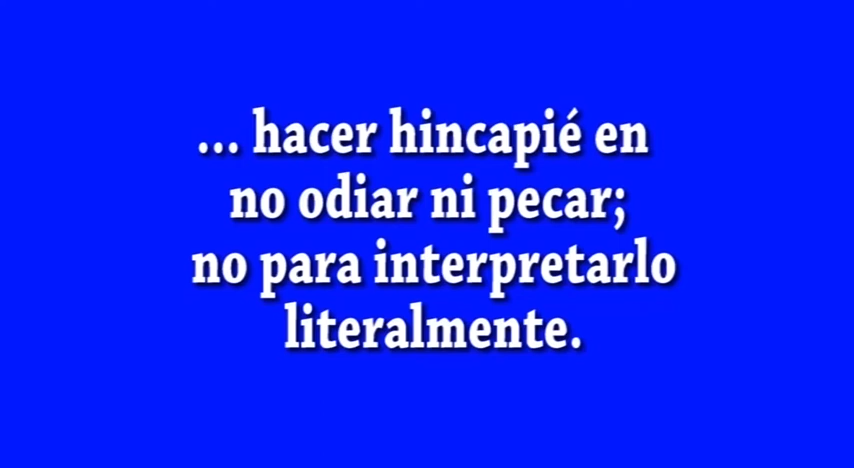 ... hacer hincapié en
no odiar ni pecar;
no para interpretarlo
literalmente.